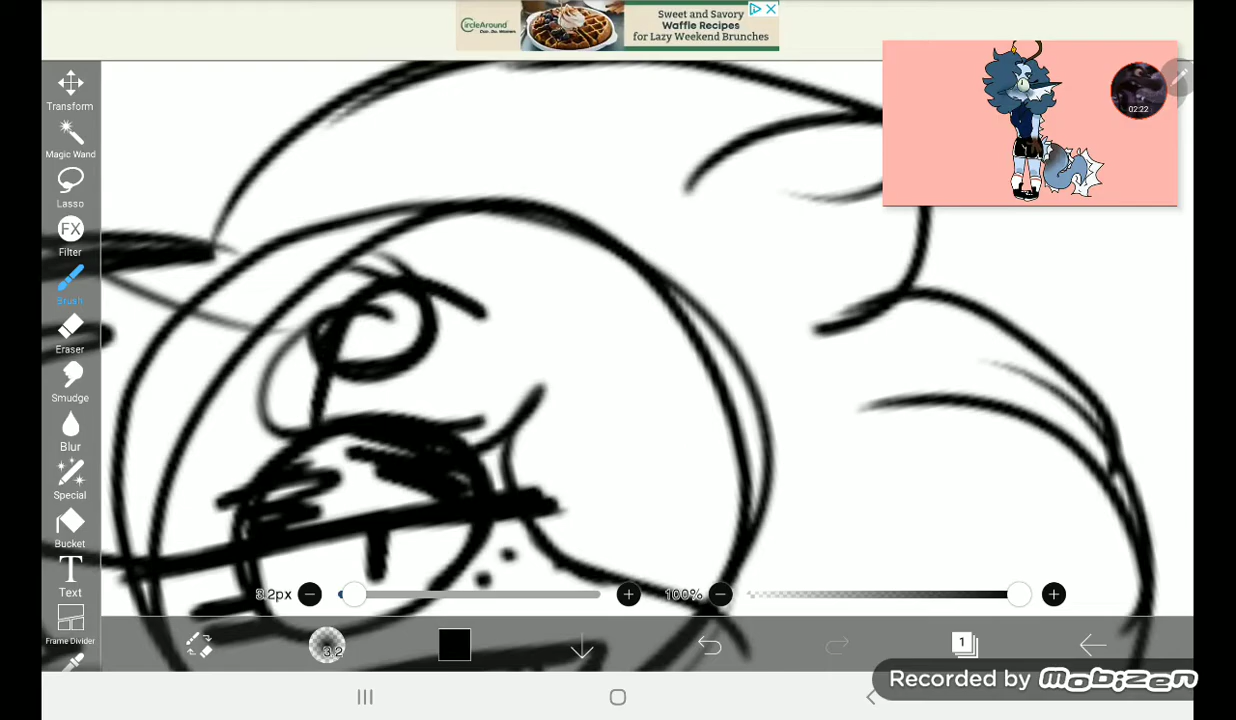 CircleAround
Sweet and Savory
Waffle Recipes
for Lazy Weekend Brunches
02:22
Transform
Magic Wand
Lasso
FX
Filter
Brush
Eraser
Smudge
Blur
Special
Bucket
T
Text
Frame Divider
3.2px
100%
3.2
1
Recorded by mobizen